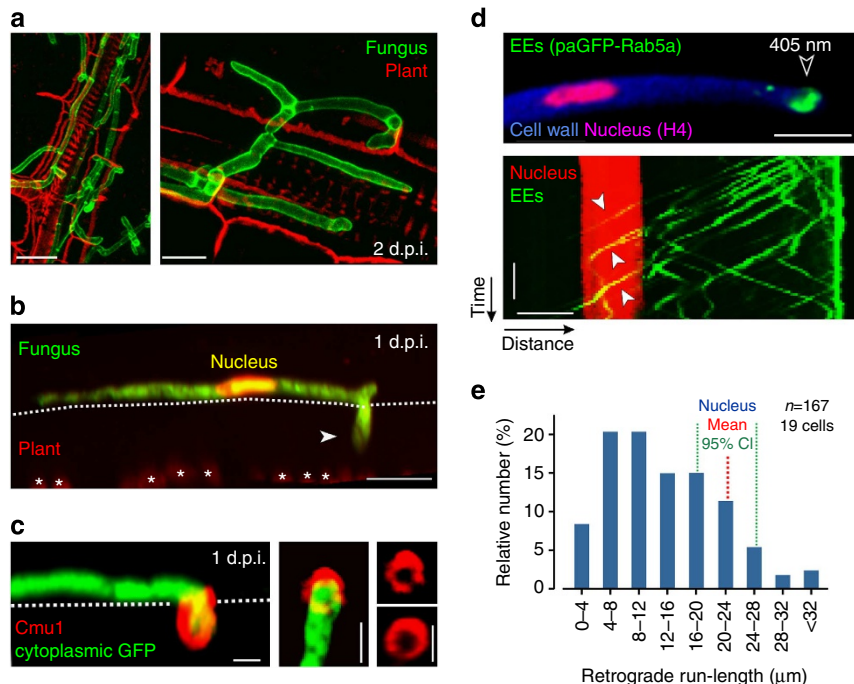 a
Fungus
Plant
2 d.p.i.
b
1 d.p.i.
Fungus
Nucleus
Plant
* * * * * * * *
c
1 d.p.i.
Cmu1
cytoplasmic GFP
d
EEs (paGFP-Rab5a)
405 nm
Cell wall Nucleus (H4)
Nucleus
EEs
Time
Distance
e
Nucleus
Mean
95% CI
n=167
19 cells
Relative number (%)
20
15
10
5
0
0–4
4–8
8–12
12–16
16–20
20–24
24–28
28–32
<32
Retrograde run-length (μm)